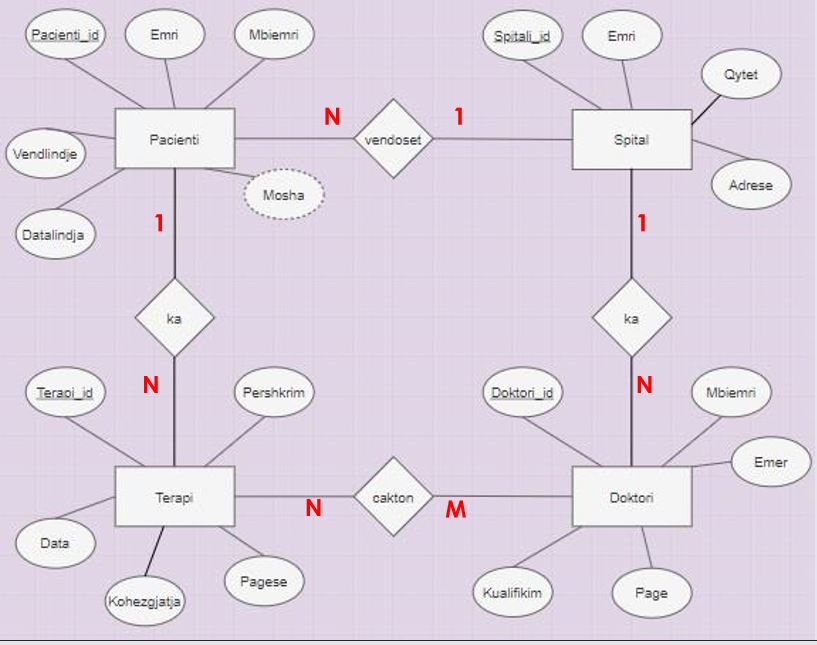 Pacienti_id
Emri
Mbiemri
Spitali_id
Emri
Qytet
Vendlindje
Pacienti
N
vendoset
1
Spital
Adrese
Mosha
Datalindja
1
1
ka
ka
N
N
Teraoi_id
Pershkrim
Doktori_id
Mbiemri
Emer
Terapi
N
cakton
M
Doktori
Data
Kohezgjatja
Pagese
Kualifikim
Page